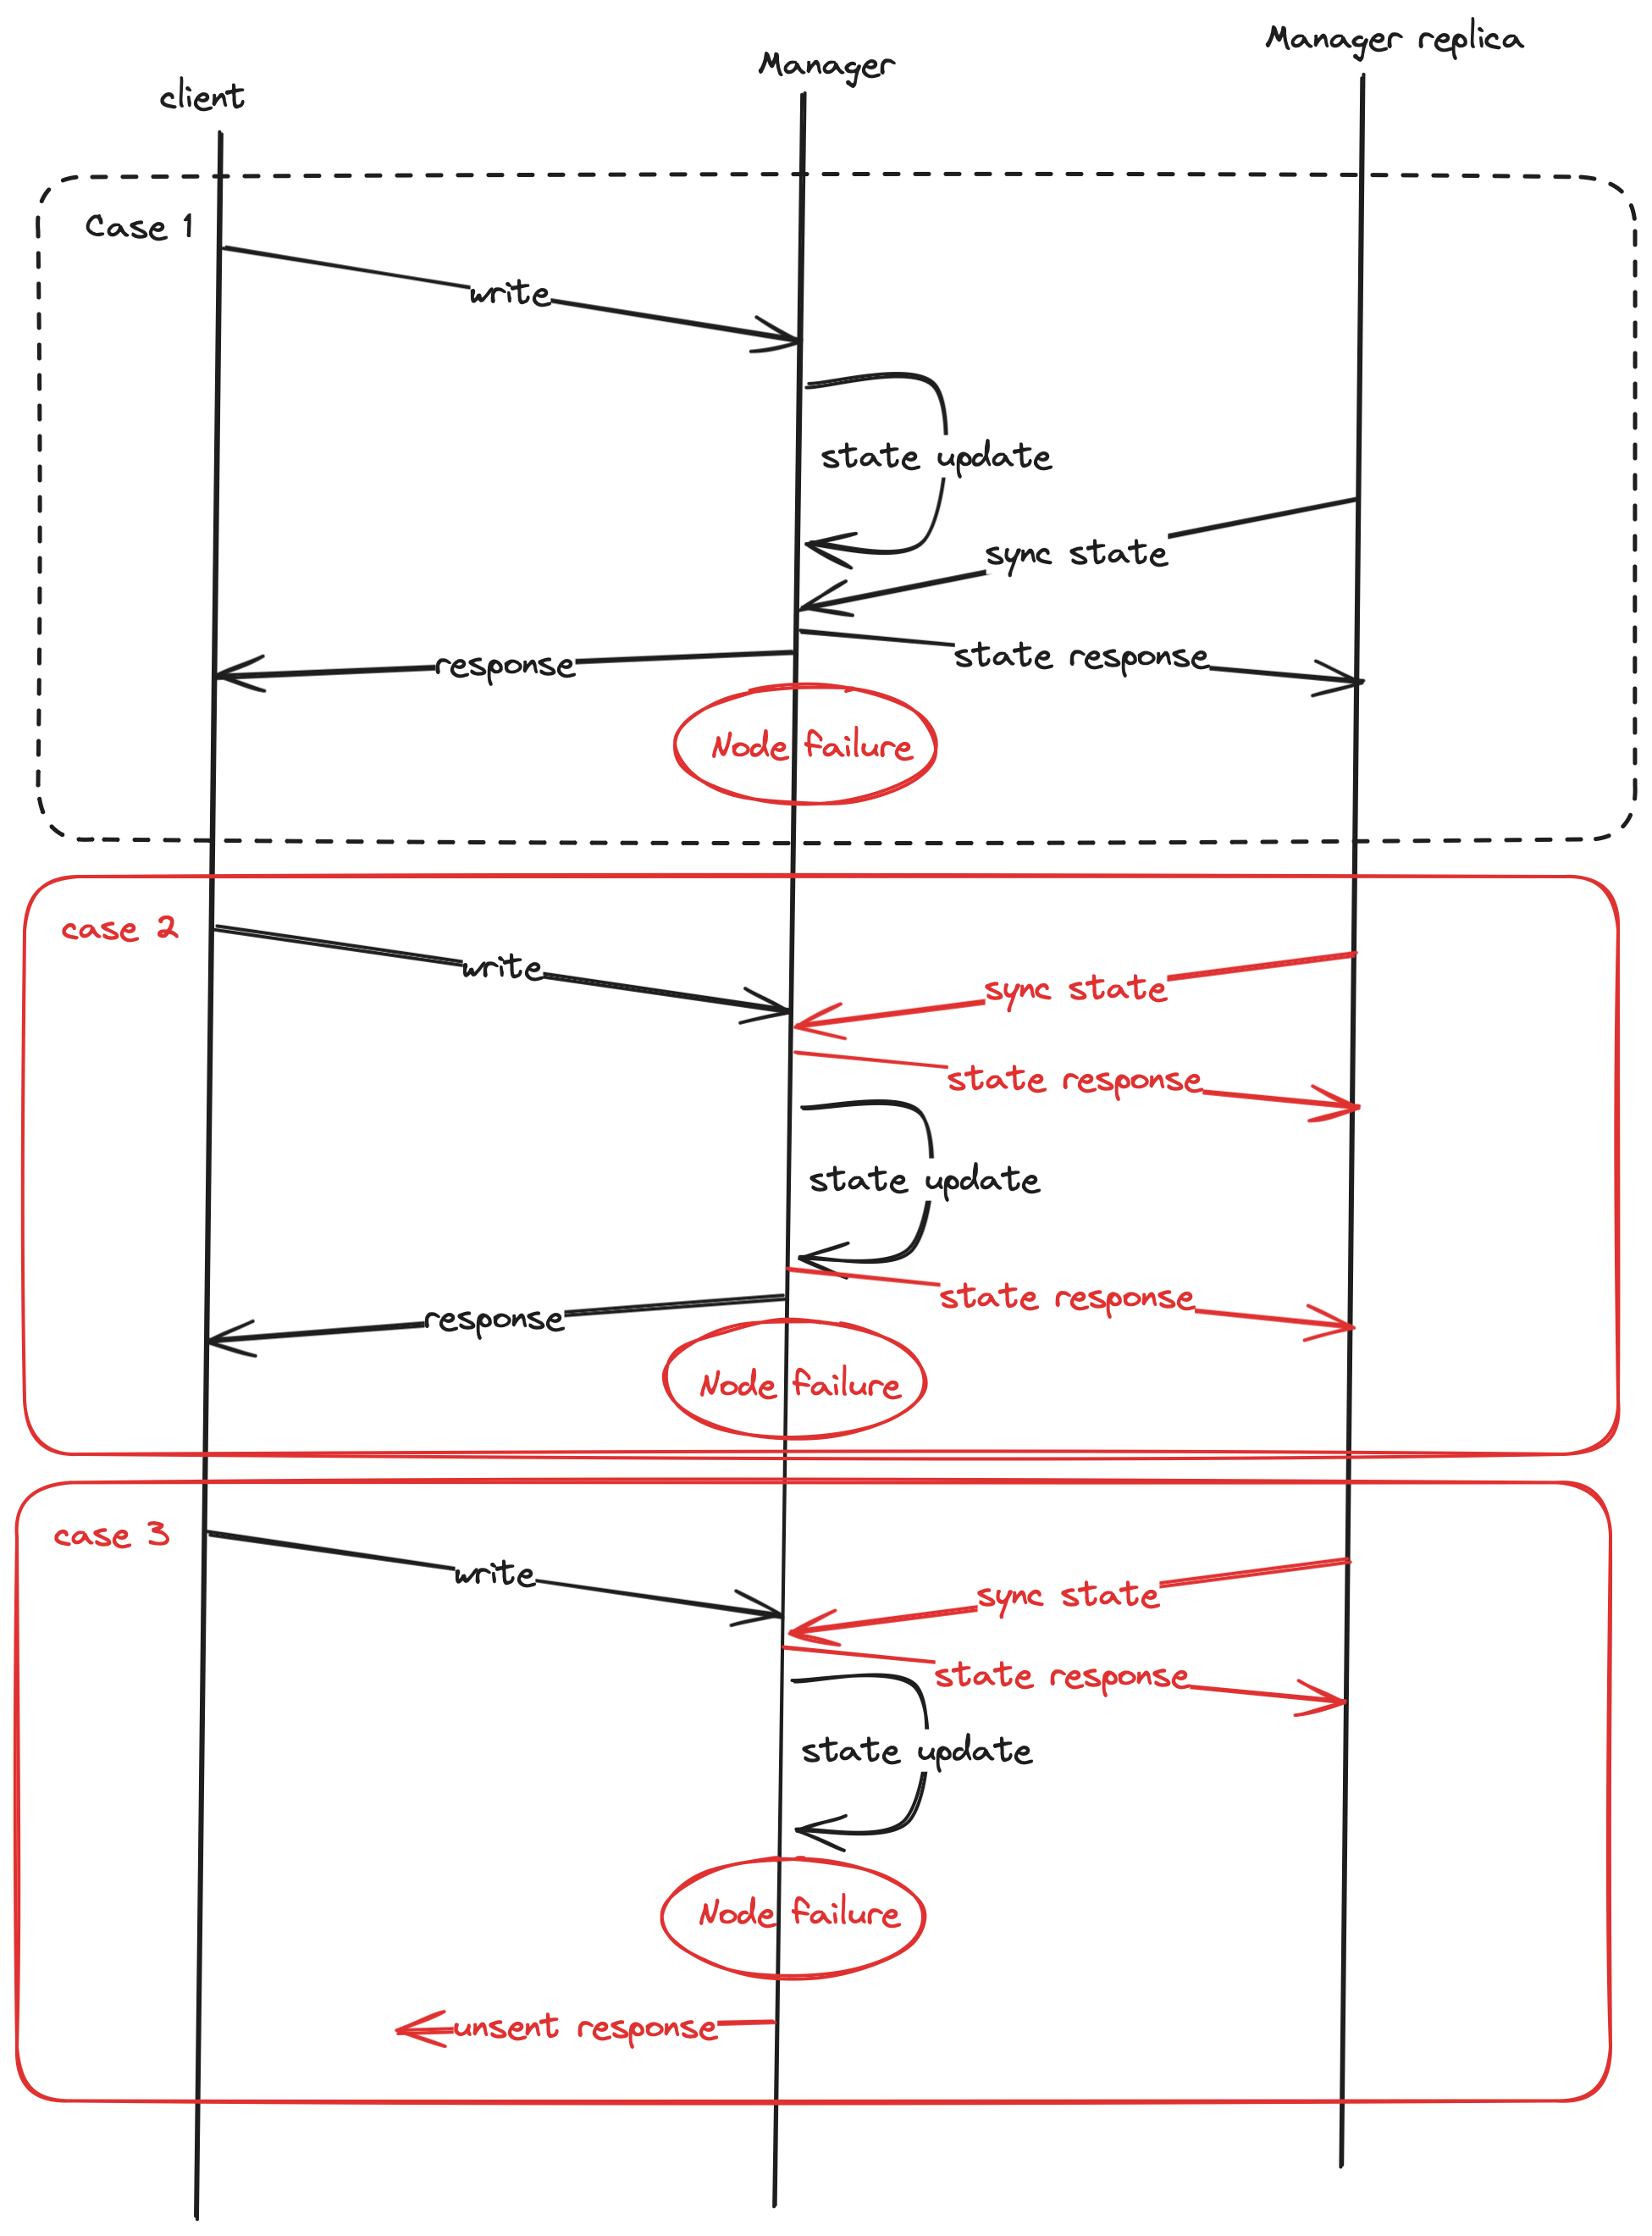 client
Manager
Manager replica
Case 1
write
state update
sync state
state response
response
Node failure
case 2
write
sync state
state response
state update
state response
response
Node failure
case 3
write
sync state
state response
state update
Node failure
unsent response